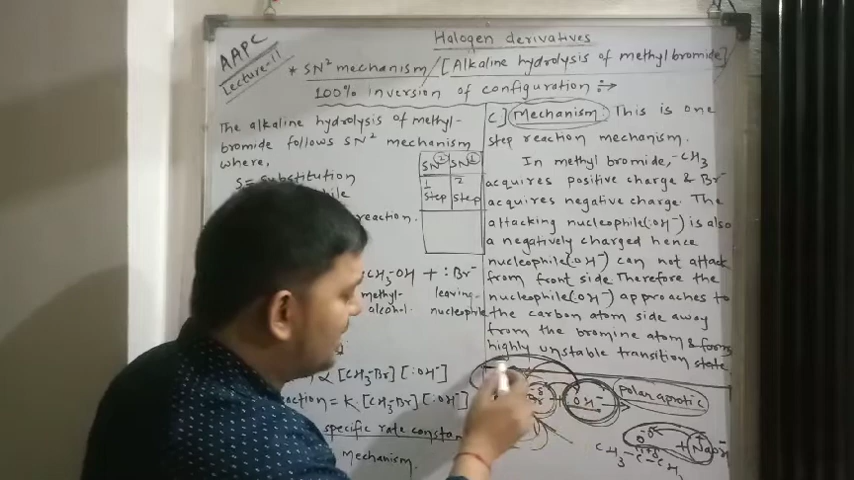 AAPC
Lecture-11
Halogen derivatives
* SN² mechanism / [Alkaline hydrolysis of methyl bromide]
100% inversion of configuration :→
The alkaline hydrolysis of methyl-
bromide follows SN² mechanism
where,
S = Substitution
reaction.
SN② SN①
1 2
Step Step
CH₃-OH + :Br⁻
methyl- leaving-
alcohol. nucleophile
∝ [CH₃-Br] [:OH⁻]
= K [CH₃-Br] [:OH⁻]
specific rate constant
Mechanism.
C] Mechanism: This is one
step reaction mechanism.
In methyl bromide, -CH₃
acquires positive charge & Br⁻
acquires negative charge. The
attacking nucleophile(:OH⁻) is also
a negatively charged hence
nucleophile(:OH⁻) can not attack
from front side. Therefore the
nucleophile(:OH⁻) approaches to
the carbon atom side away
from the bromine atom & forms
highly unstable transition state.
OH⁻
polar aprotic
CH₃-C-CH₃